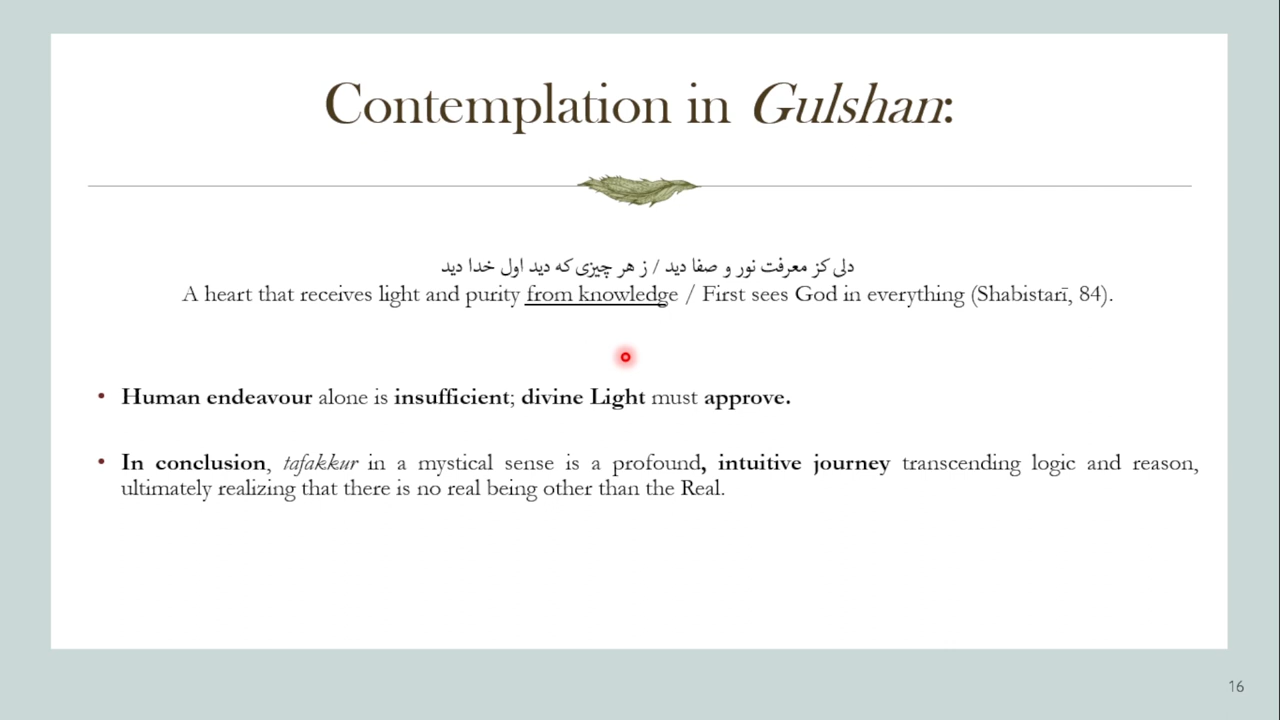 Contemplation in Gulshan:
دلی کز معرفت نور و صفا دید / ز هر چیزی که دید اول خدا دید
A heart that receives light and purity from knowledge / First sees God in everything (Shabistarī, 84).
• Human endeavour alone is insufficient; divine Light must approve.
• In conclusion, tafakkur in a mystical sense is a profound, intuitive journey transcending logic and reason,
ultimately realizing that there is no real being other than the Real.
16